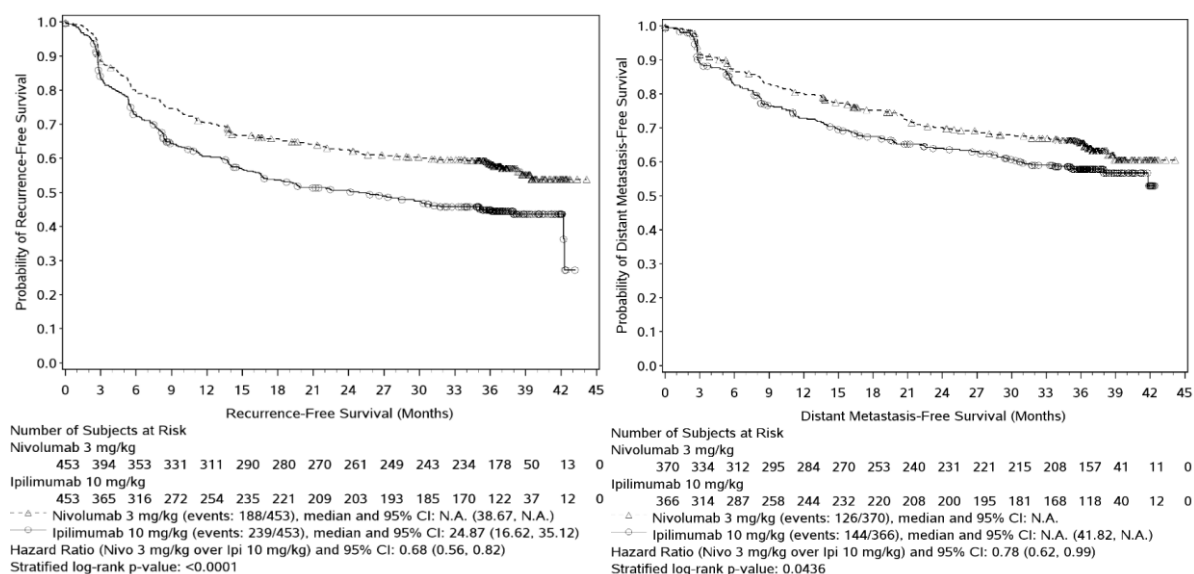 Probability of Recurrence-Free Survival
1.0
0.9
0.8
0.7
0.6
0.5
0.4
0.3
0.2
0.1
0.0
0 3 6 9 12 15 18 21 24 27 30 33 36 39 42 45
Recurrence-Free Survival (Months)
Number of Subjects at Risk
Nivolumab 3 mg/kg
453 394 353 331 311 290 280 270 261 249 243 234 178 50 13 0
Ipilimumab 10 mg/kg
453 365 316 272 254 235 221 209 203 193 185 170 122 37 12 0
Nivolumab 3 mg/kg (events: 188/453), median and 95% CI: N.A. (38.67, N.A.)
Ipilimumab 10 mg/kg (events: 239/453), median and 95% CI: 24.87 (16.62, 35.12)
Hazard Ratio (Nivo 3 mg/kg over Ipi 10 mg/kg) and 95% CI: 0.68 (0.56, 0.82)
Stratified log-rank p-value: <0.0001
Probability of Distant Metastasis-Free Survival
1.0
0.9
0.8
0.7
0.6
0.5
0.4
0.3
0.2
0.1
0.0
0 3 6 9 12 15 18 21 24 27 30 33 36 39 42 45
Distant Metastasis-Free Survival (Months)
Number of Subjects at Risk
Nivolumab 3 mg/kg
370 334 312 295 284 270 253 240 231 221 215 208 157 41 11 0
Ipilimumab 10 mg/kg
366 314 287 258 244 232 220 208 200 195 181 168 118 40 12 0
Nivolumab 3 mg/kg (events: 126/370), median and 95% CI: N.A.
Ipilimumab 10 mg/kg (events: 144/366), median and 95% CI: N.A. (41.82, N.A.)
Hazard Ratio (Nivo 3 mg/kg over Ipi 10 mg/kg) and 95% CI: 0.78 (0.62, 0.99)
Stratified log-rank p-value: 0.0436